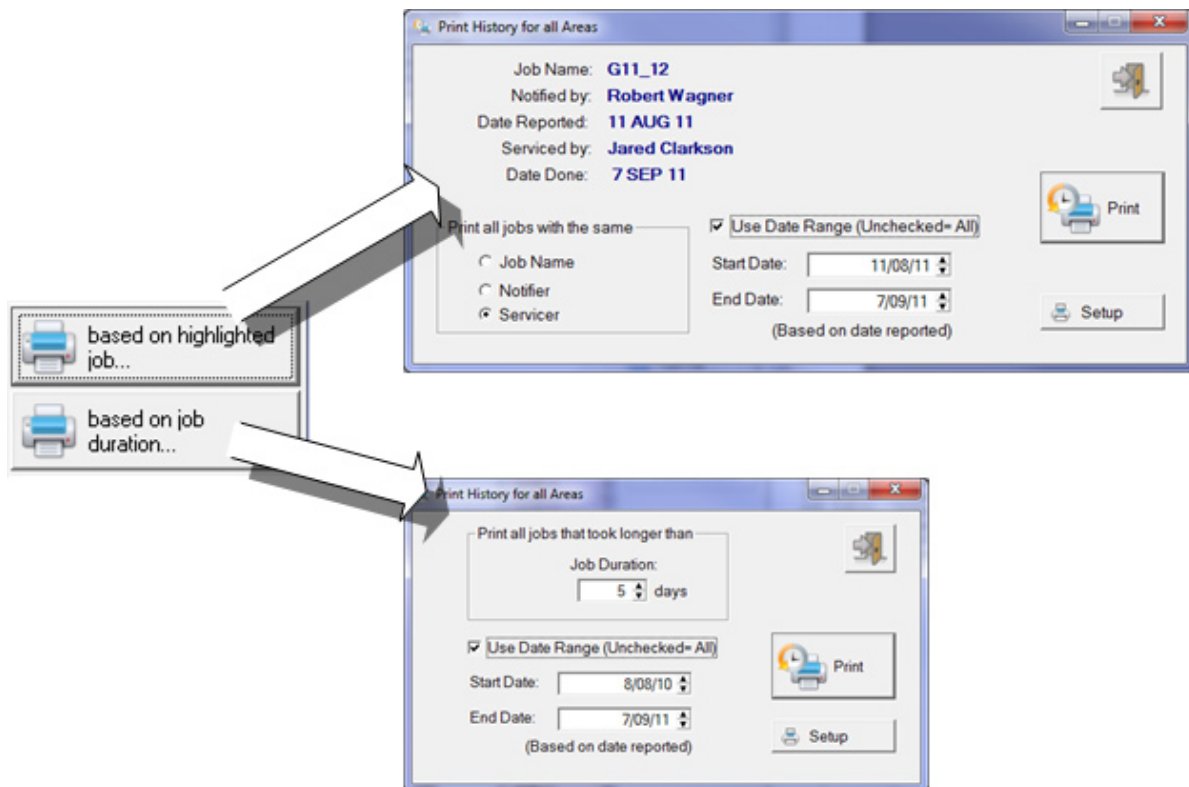 Print History for all Areas
Job Name: G11_12
Notified by: Robert Wagner
Date Reported: 11 AUG 11
Serviced by: Jared Clarkson
Date Done: 7 SEP 11
Print
Print all jobs with the same
Use Date Range (Unchecked= All)
Job Name
Start Date: 11/08/11
Notifier
End Date: 7/09/11
Servicer
Setup
(Based on date reported)
based on highlighted
job...
based on job
duration...
Print History for all Areas
Print all jobs that took longer than
Job Duration:
5 days
Use Date Range (Unchecked= All)
Print
Start Date: 8/08/10
End Date: 7/09/11
Setup
(Based on date reported)